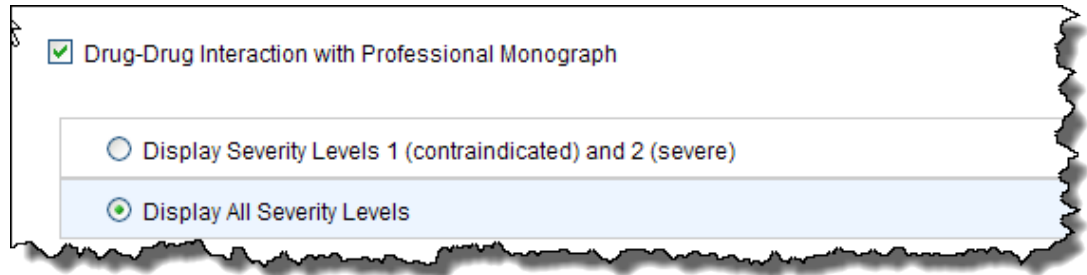 Drug-Drug Interaction with Professional Monograph
Display Severity Levels 1 (contraindicated) and 2 (severe)
Display All Severity Levels